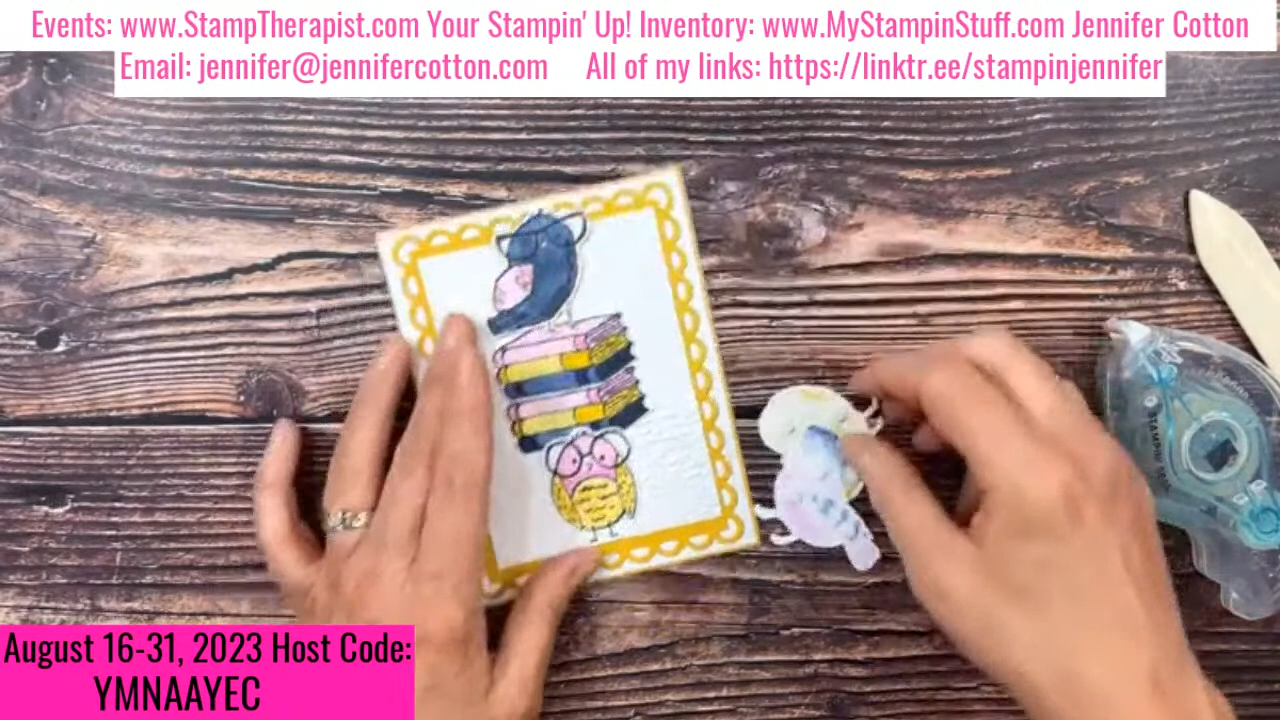 Events: www.StampTherapist.com Your Stampin' Up! Inventory: www.MyStampinStuff.com Jennifer Cotton
Email: jennifer@jennifercotton.com All of my links: https://linktr.ee/stampinjennifer
August 16-31, 2023 Host Code:
YMNAAYEC